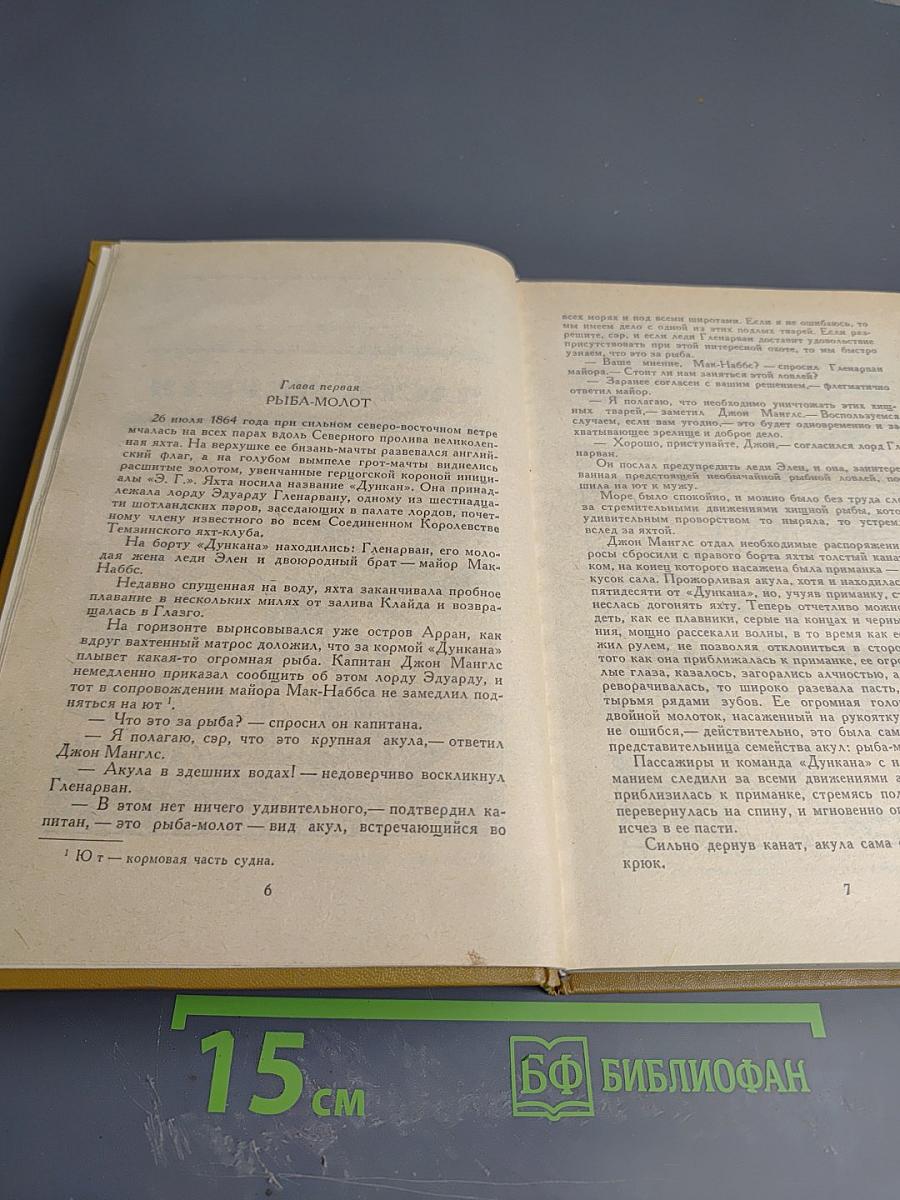 Глава первая
РЫБА-МОЛОТ
26 июля 1864 года при сильном северо-восточном ветре
мчалась на всех парах вдоль Северного пролива великолеп-
ная яхта. На верхушке ее бизань-мачты развевался англий-
ский флаг, а на голубом вымпеле грот-мачты виднелись
расшитые золотом, увенчанные герцогской короной иници-
алы «Э. Г.». Яхта носила название «Дункан». Она принад-
лежала лорду Эдуарду Гленарвану, одному из шестнадца-
ти шотландских пэров, заседающих в палате лордов, почет-
ному члену известного во всем Соединенном Королевстве
Темзинского яхт-клуба.
На борту «Дункана» находились: Гленарван, его моло-
дая жена леди Элен и двоюродный брат — майор Мак-
Наббс.
Недавно спущенная на воду, яхта заканчивала пробное
плавание в нескольких милях от залива Клайда и возвра-
щалась в Глазго.
На горизонте вырисовывался уже остров Арран, как
вдруг вахтенный матрос доложил, что за кормой «Дункана»
плывет какая-то огромная рыба. Капитан Джон Манглс
немедленно приказал сообщить об этом лорду Эдуарду, и
тот в сопровождении майора Мак-Наббса не замедлил под-
няться на ют ¹.
— Что это за рыба? — спросил он капитана.
— Я полагаю, сэр, что это крупная акула,— ответил
Джон Манглс.
— Акула в здешних водах! — недоверчиво воскликнул
Гленарван.
— В этом нет ничего удивительного,— подтвердил ка-
питан, — это рыба-молот — вид акул, встречающийся во
¹ Ют — кормовая часть судна.
6
всех морях и под всеми широтами. Если я не ошибаюсь, то
мы имеем дело с одной из этих подлых тварей. Если раз-
решите, сэр, и если леди Гленарван доставит удовольствие
присутствовать при этой интересной охоте, то мы быстро
узнаем, что это за рыба.
— Ваше мнение, Мак-Наббс? — спросил Гленарван
майора.— Стоит ли нам заняться этой ловлей?
— Заранее согласен с вашим решением,— флегматично
ответил майор.
— Я полагаю, что необходимо уничтожать этих хищ-
ных тварей,— заметил Джон Манглс.— Воспользуемся
случаем, если вам угодно,— это будет одновременно и за-
хватывающее зрелище и доброе дело.
— Хорошо, приступайте, Джон,— согласился лорд Гл
нарван.
Он послал предупредить леди Элен, и она, заинтере
ванная предстоящей необычайной рыбной ловлей, по
шила на ют к мужу.
Море было спокойно, и можно было без труда сле
за стремительными движениями хищной рыбы, кото
удивительным проворством то ныряла, то устрем
вслед за яхтой.
Джон Манглс отдал необходимые распоряжени
росы сбросили с правого борта яхты толстый кана
ком, на конец которого насажена была приманка —
кусок сала. Прожорливая акула, хотя и находилас
пятидесяти от «Дункана», но, учуяв приманку, ст
неслась догонять яхту. Теперь отчетливо можно
деть, как ее плавники, серые на концах и черны
ния, мощно рассекали волны, в то время как ее
жил рулем, не позволяя отклониться в сторо
того как она приближалась к приманке, ее огро
лые глаза, казалось, загорались алчностью, а
реворачивалась, то широко разевала пасть,
тырьмя рядами зубов. Ее огромная голо
двойной молоток, насаженный на рукоятку
не ошибся,— действительно, это была сам
представительница семейства акул: рыба-м
Пассажиры и команда «Дункана» с н
манием следили за всеми движениями а
приблизилась к приманке, стремясь пол
перевернулась на спину, и мгновенно о
исчез в ее пасти.
Сильно дернув канат, акула сама
крюк.
7
15 см
БФ БИБЛИОФАН